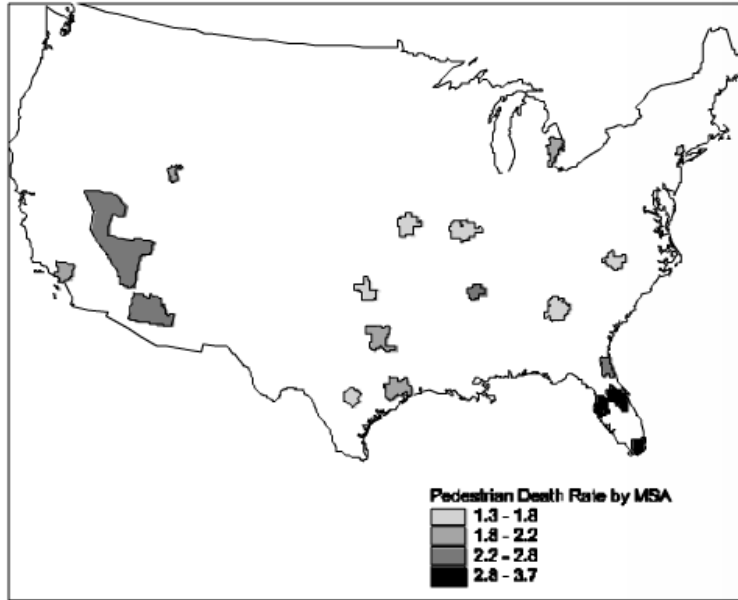 Pedestrian Death Rate by MSA
1.3 - 1.8
1.8 - 2.2
2.2 - 2.8
2.8 - 3.7